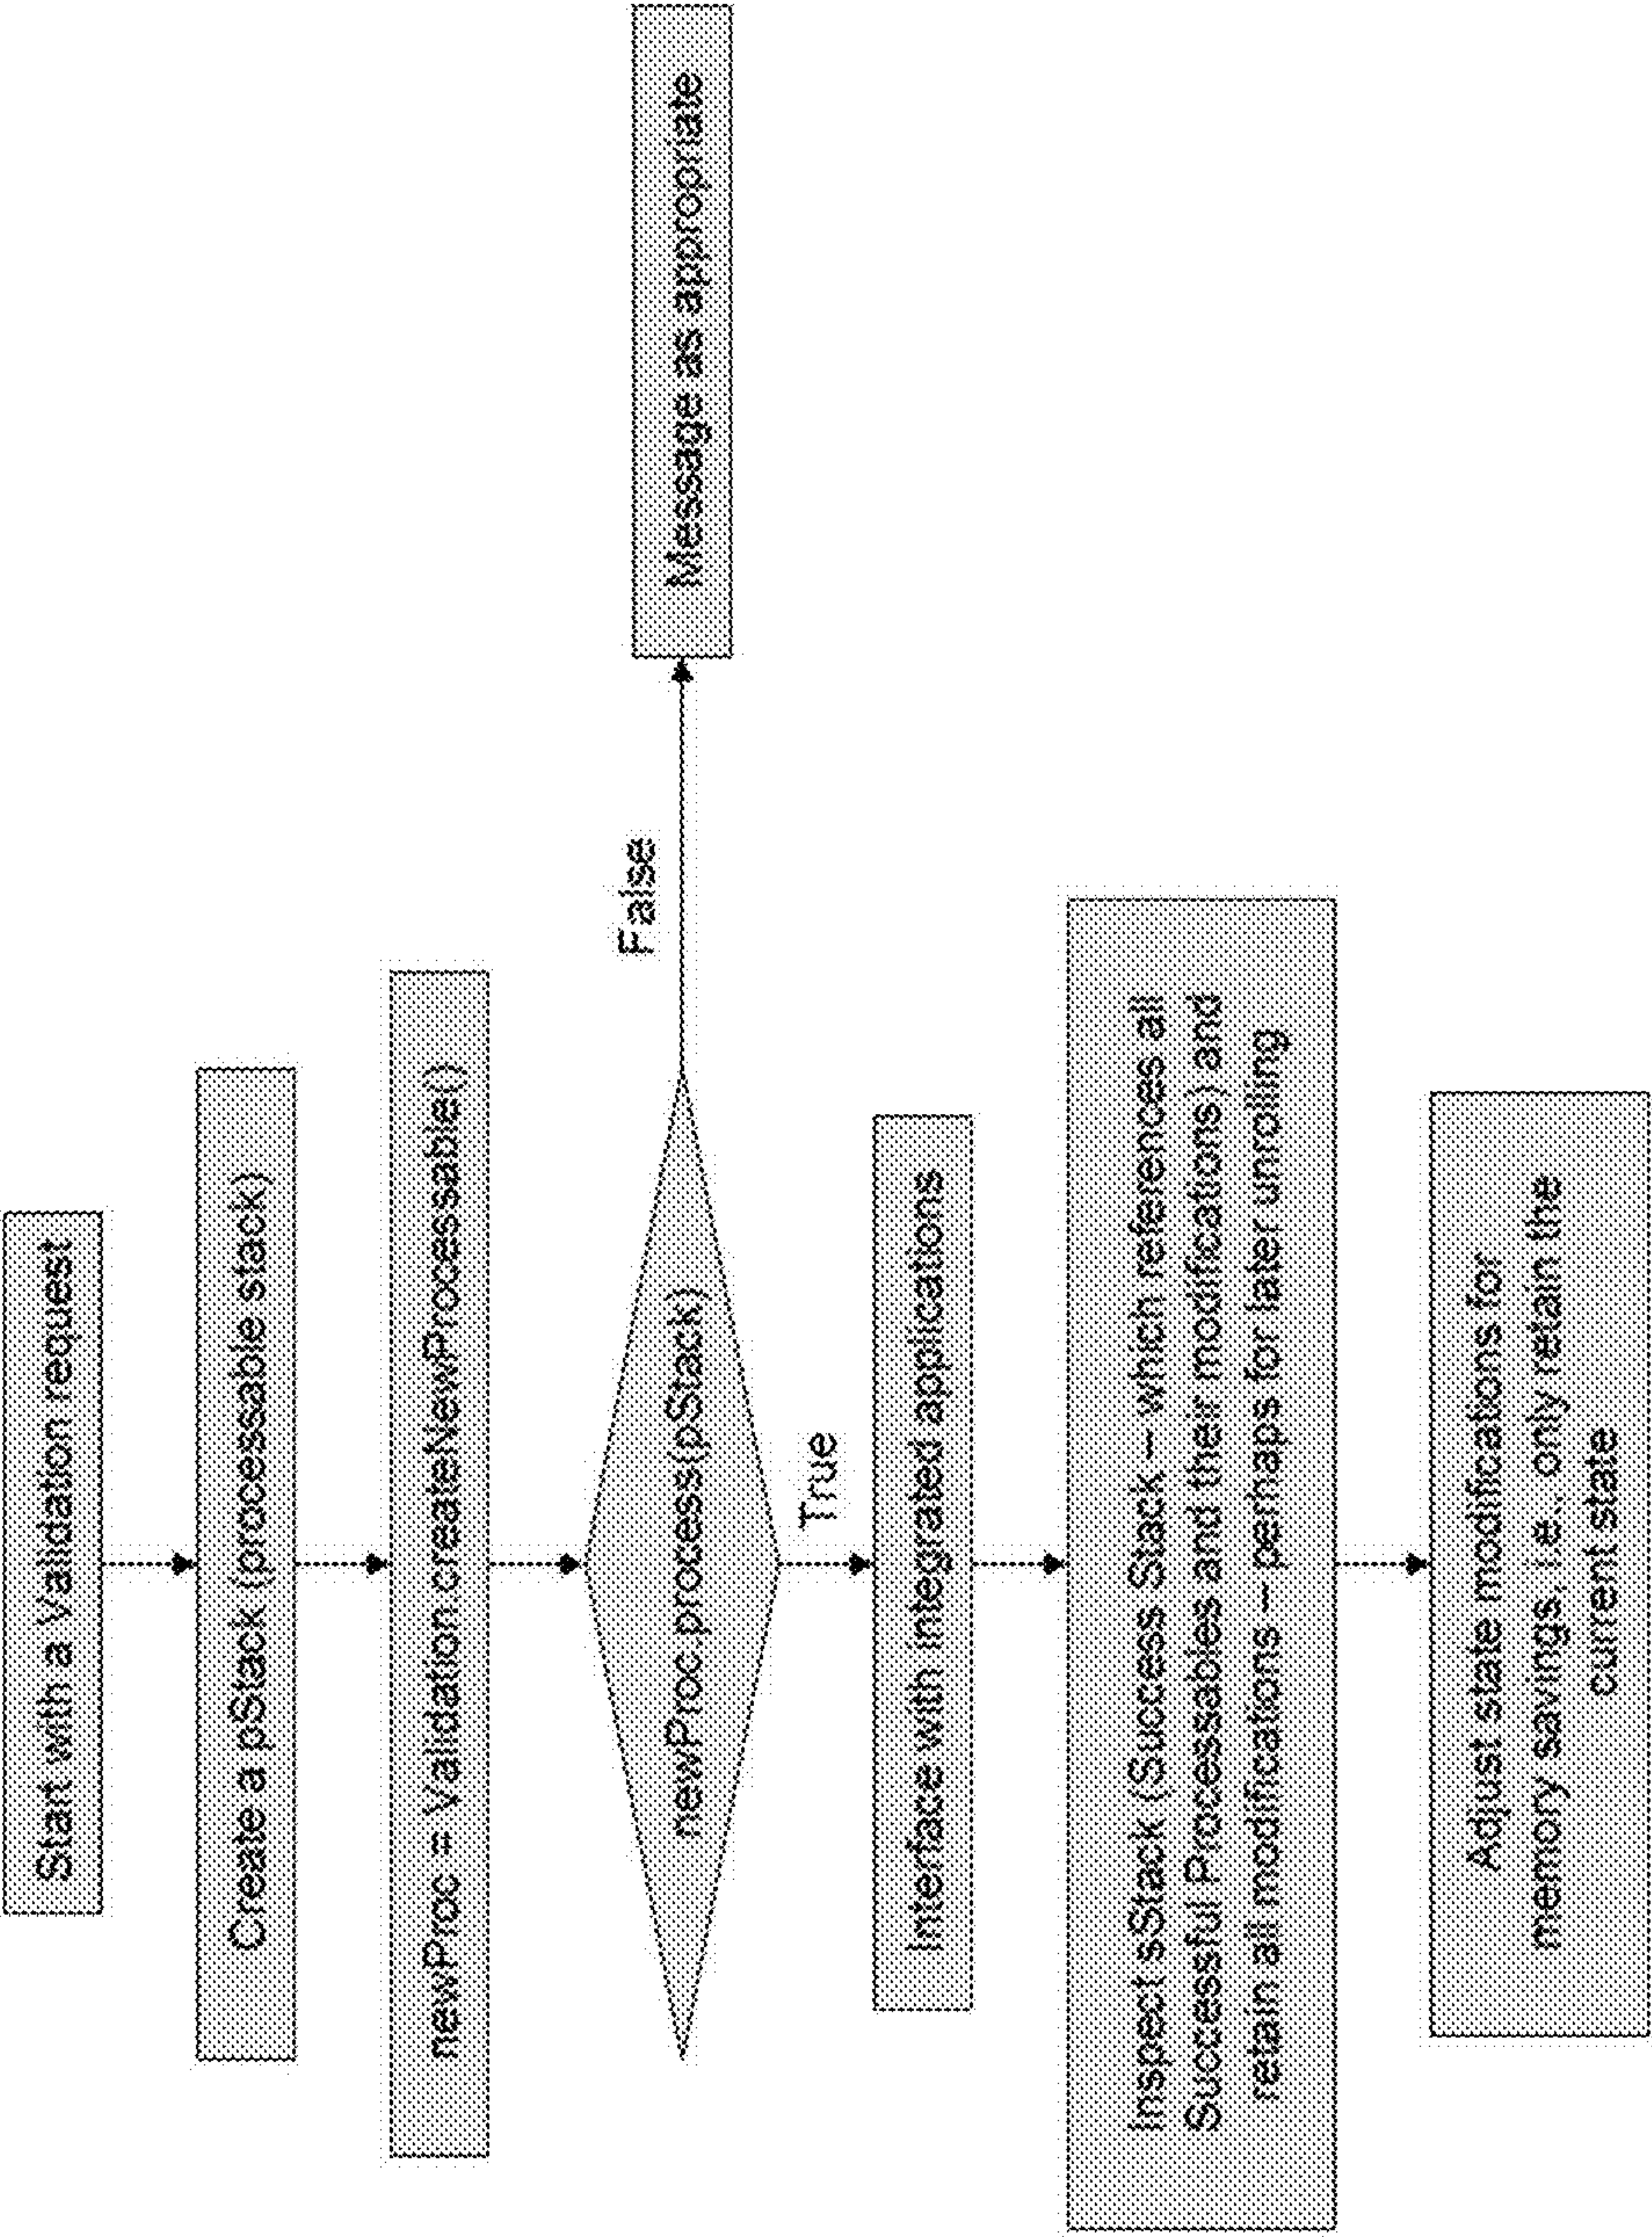 Start with a Validation request
Create a pStack (processable stack)
newProc = Validation.createNewProcessable()
newProc.process(pStack)
False
Message as appropriate
True
Interface with integrated applications
Inspect sStack (Success Stack – which references all
Successful Processables and their modifications) and
retain all modifications – perhaps for later unrolling
Adjust state modifications for
memory savings, i.e., only retain the
current state